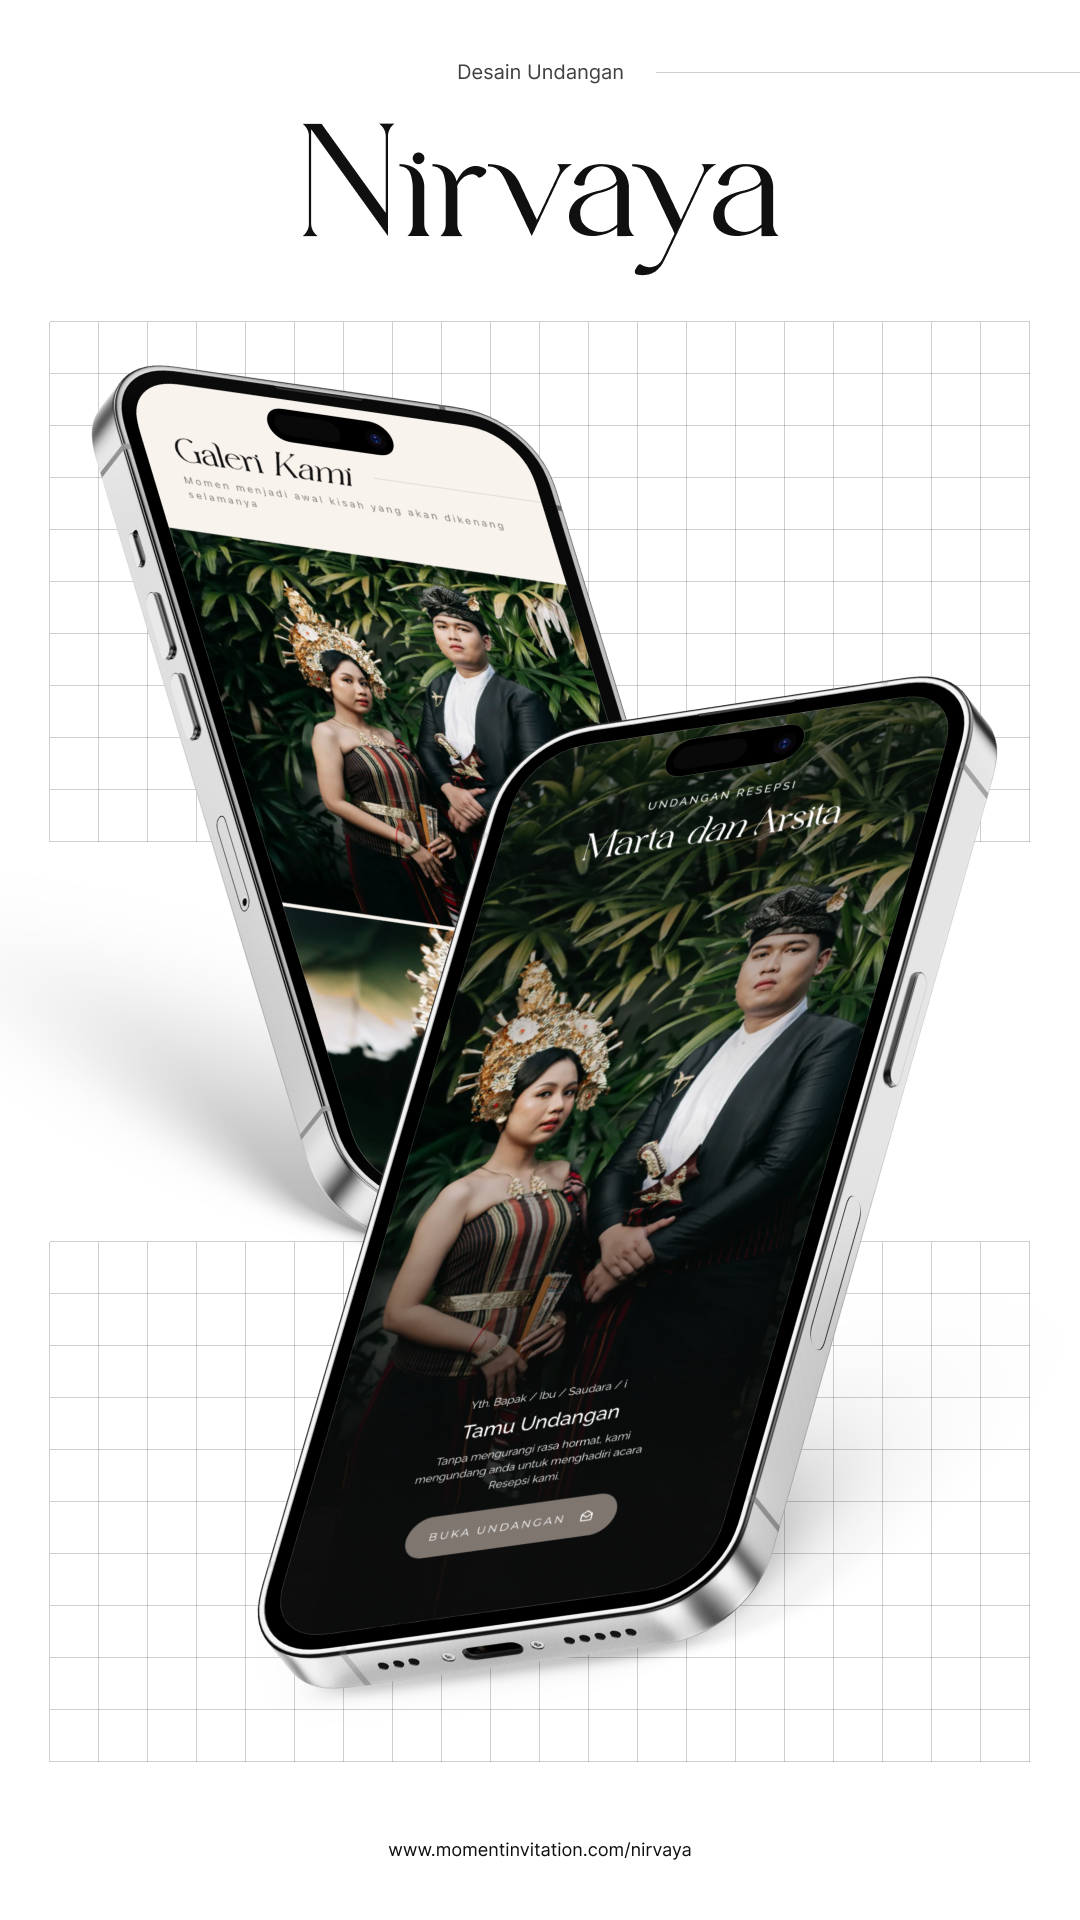 Desain Undangan
Nirvaya
Galeri Kami
Momen menjadi awal kisah yang akan dikenang
selamanya
UNDANGAN RESEPSI
Marta dan Arsita
Yth. Bapak / Ibu / Saudara / i
Tamu Undangan
Tanpa mengurangi rasa hormat, kami
mengundang anda untuk menghadiri acara
Resepsi kami.
BUKA UNDANGAN
www.momentinvitation.com/nirvaya